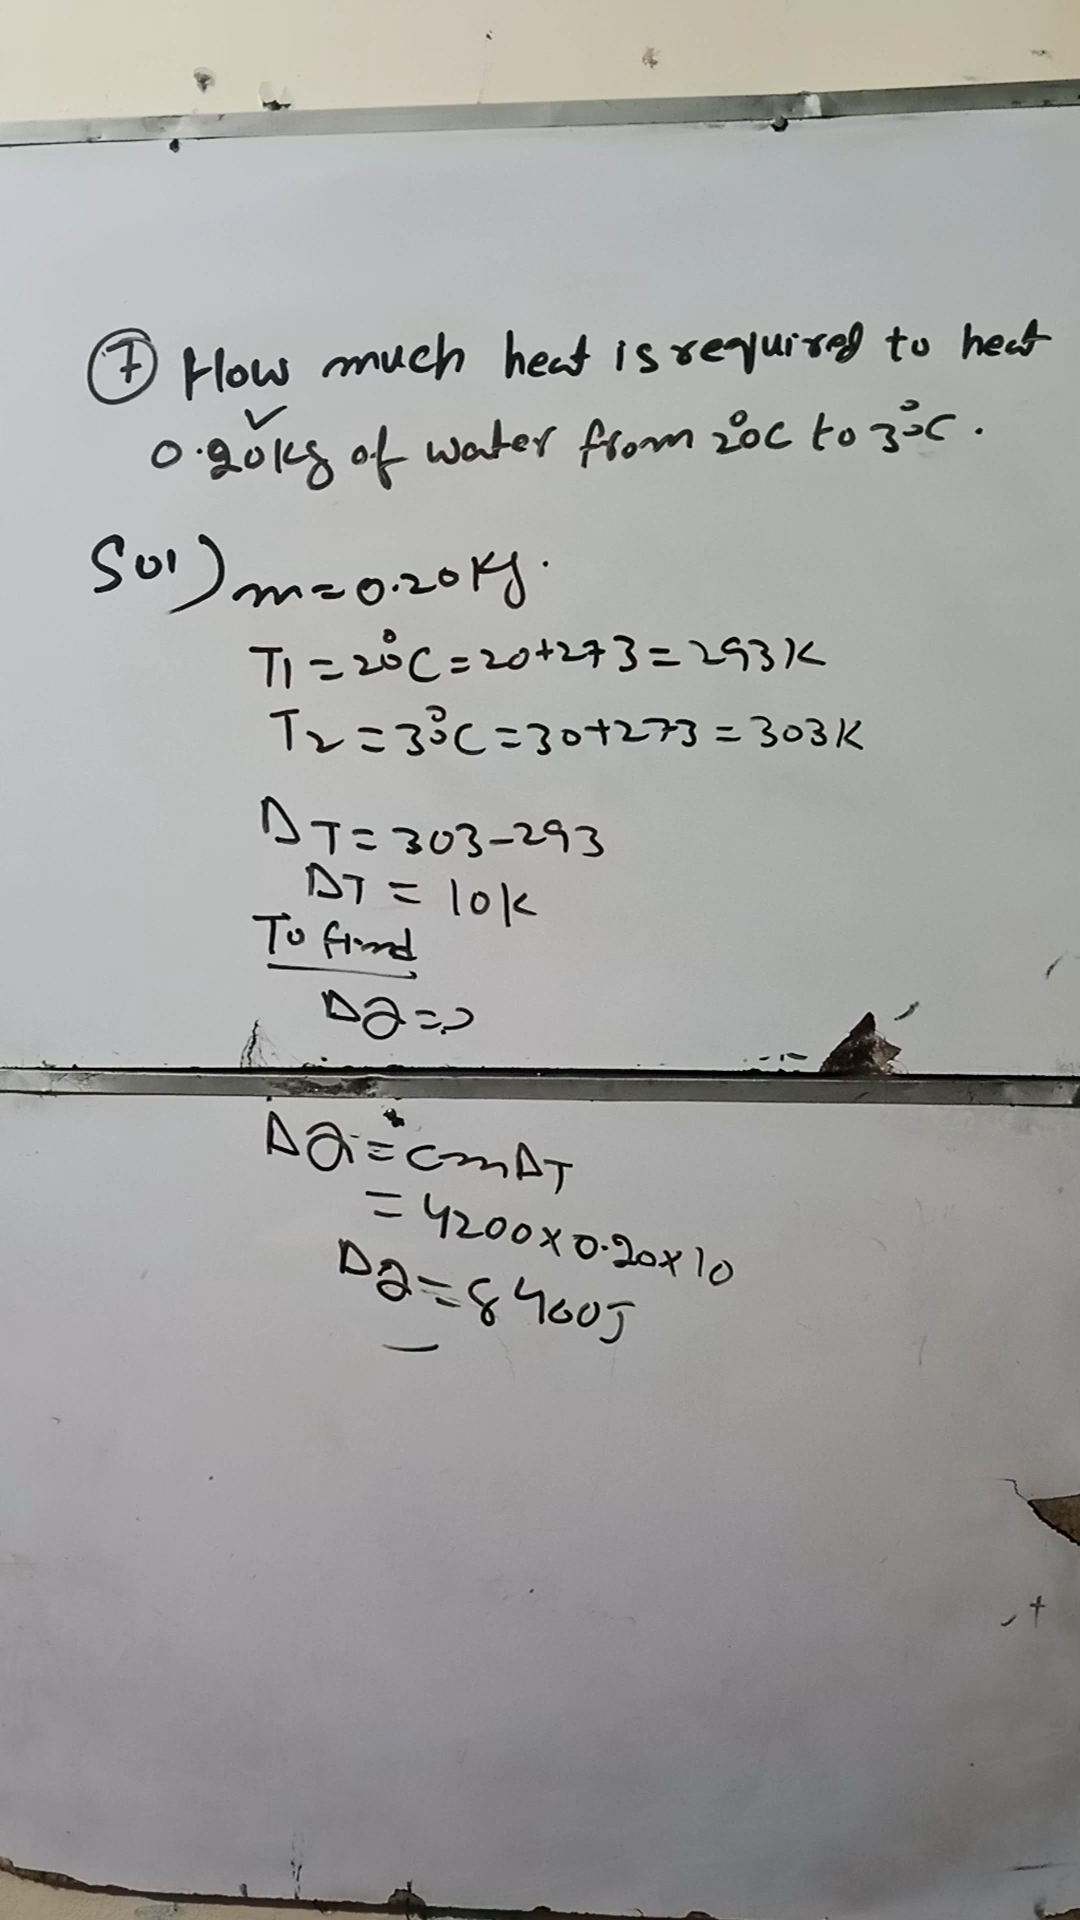 ⑦ How much heat is required to heat
0.20kg of water from 20°C to 30°C.
Sol) m=0.20kg.
T1=20°C=20+273=293K
T2=30°C=30+273=303K
ΔT=303-293
ΔT=10K
To find
ΔQ=?
ΔQ=cmΔT
=4200×0.20×10
ΔQ=8400J